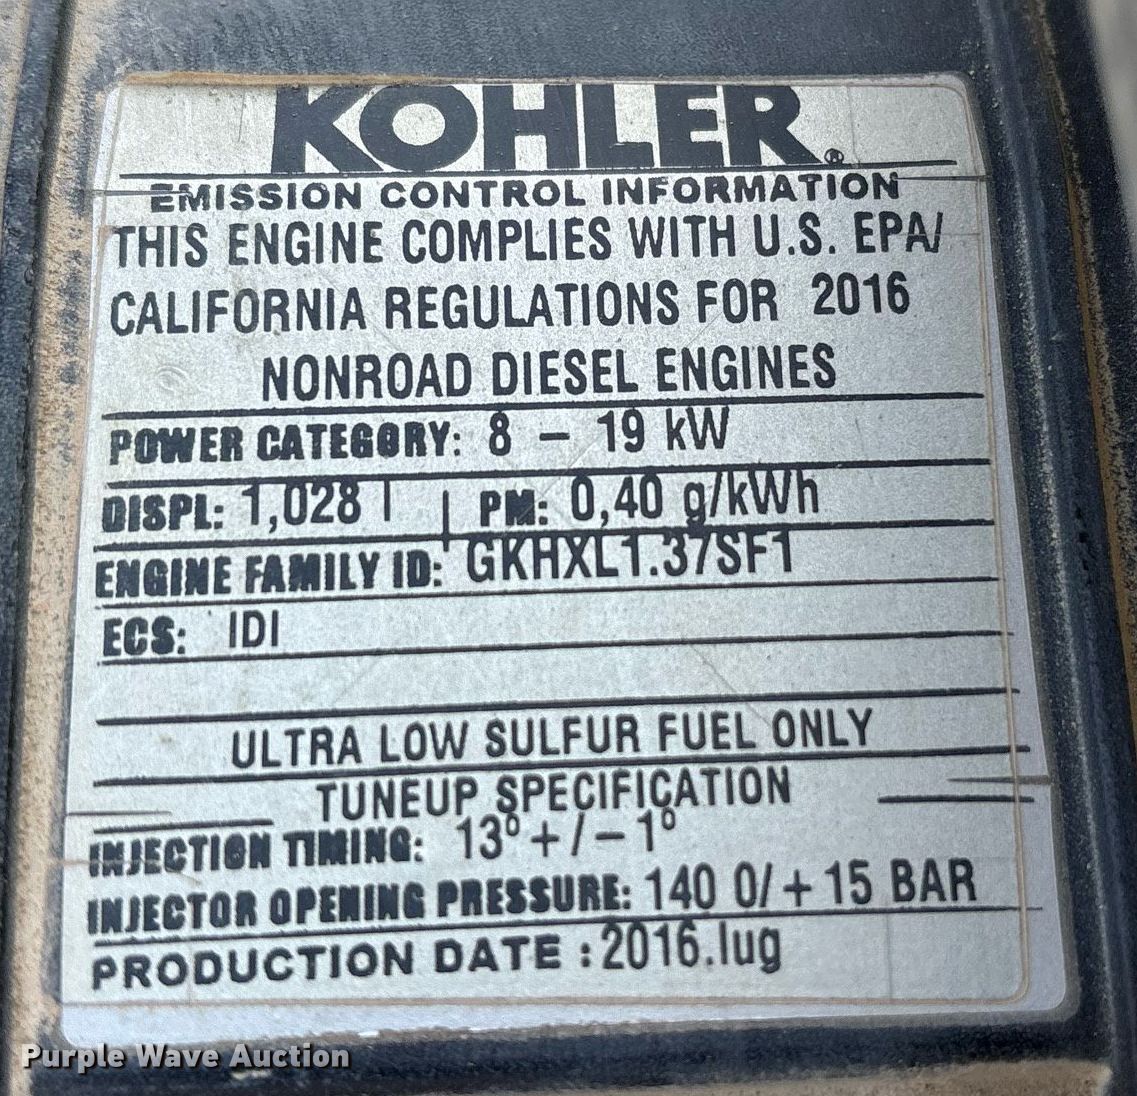 KOHLER®
EMISSION CONTROL INFORMATION
THIS ENGINE COMPLIES WITH U.S. EPA/
CALIFORNIA REGULATIONS FOR 2016
NONROAD DIESEL ENGINES
POWER CATEGORY: 8 - 19 kW
DISPL: 1,028 l | PM: 0,40 g/kWh
ENGINE FAMILY ID: GKHXL1.37SF1
ECS: IDI
ULTRA LOW SULFUR FUEL ONLY
TUNEUP SPECIFICATION
INJECTION TIMING: 13° +/- 1°
INJECTOR OPENING PRESSURE: 140 0/+15 BAR
PRODUCTION DATE :2016.lug
Purple Wave Auction